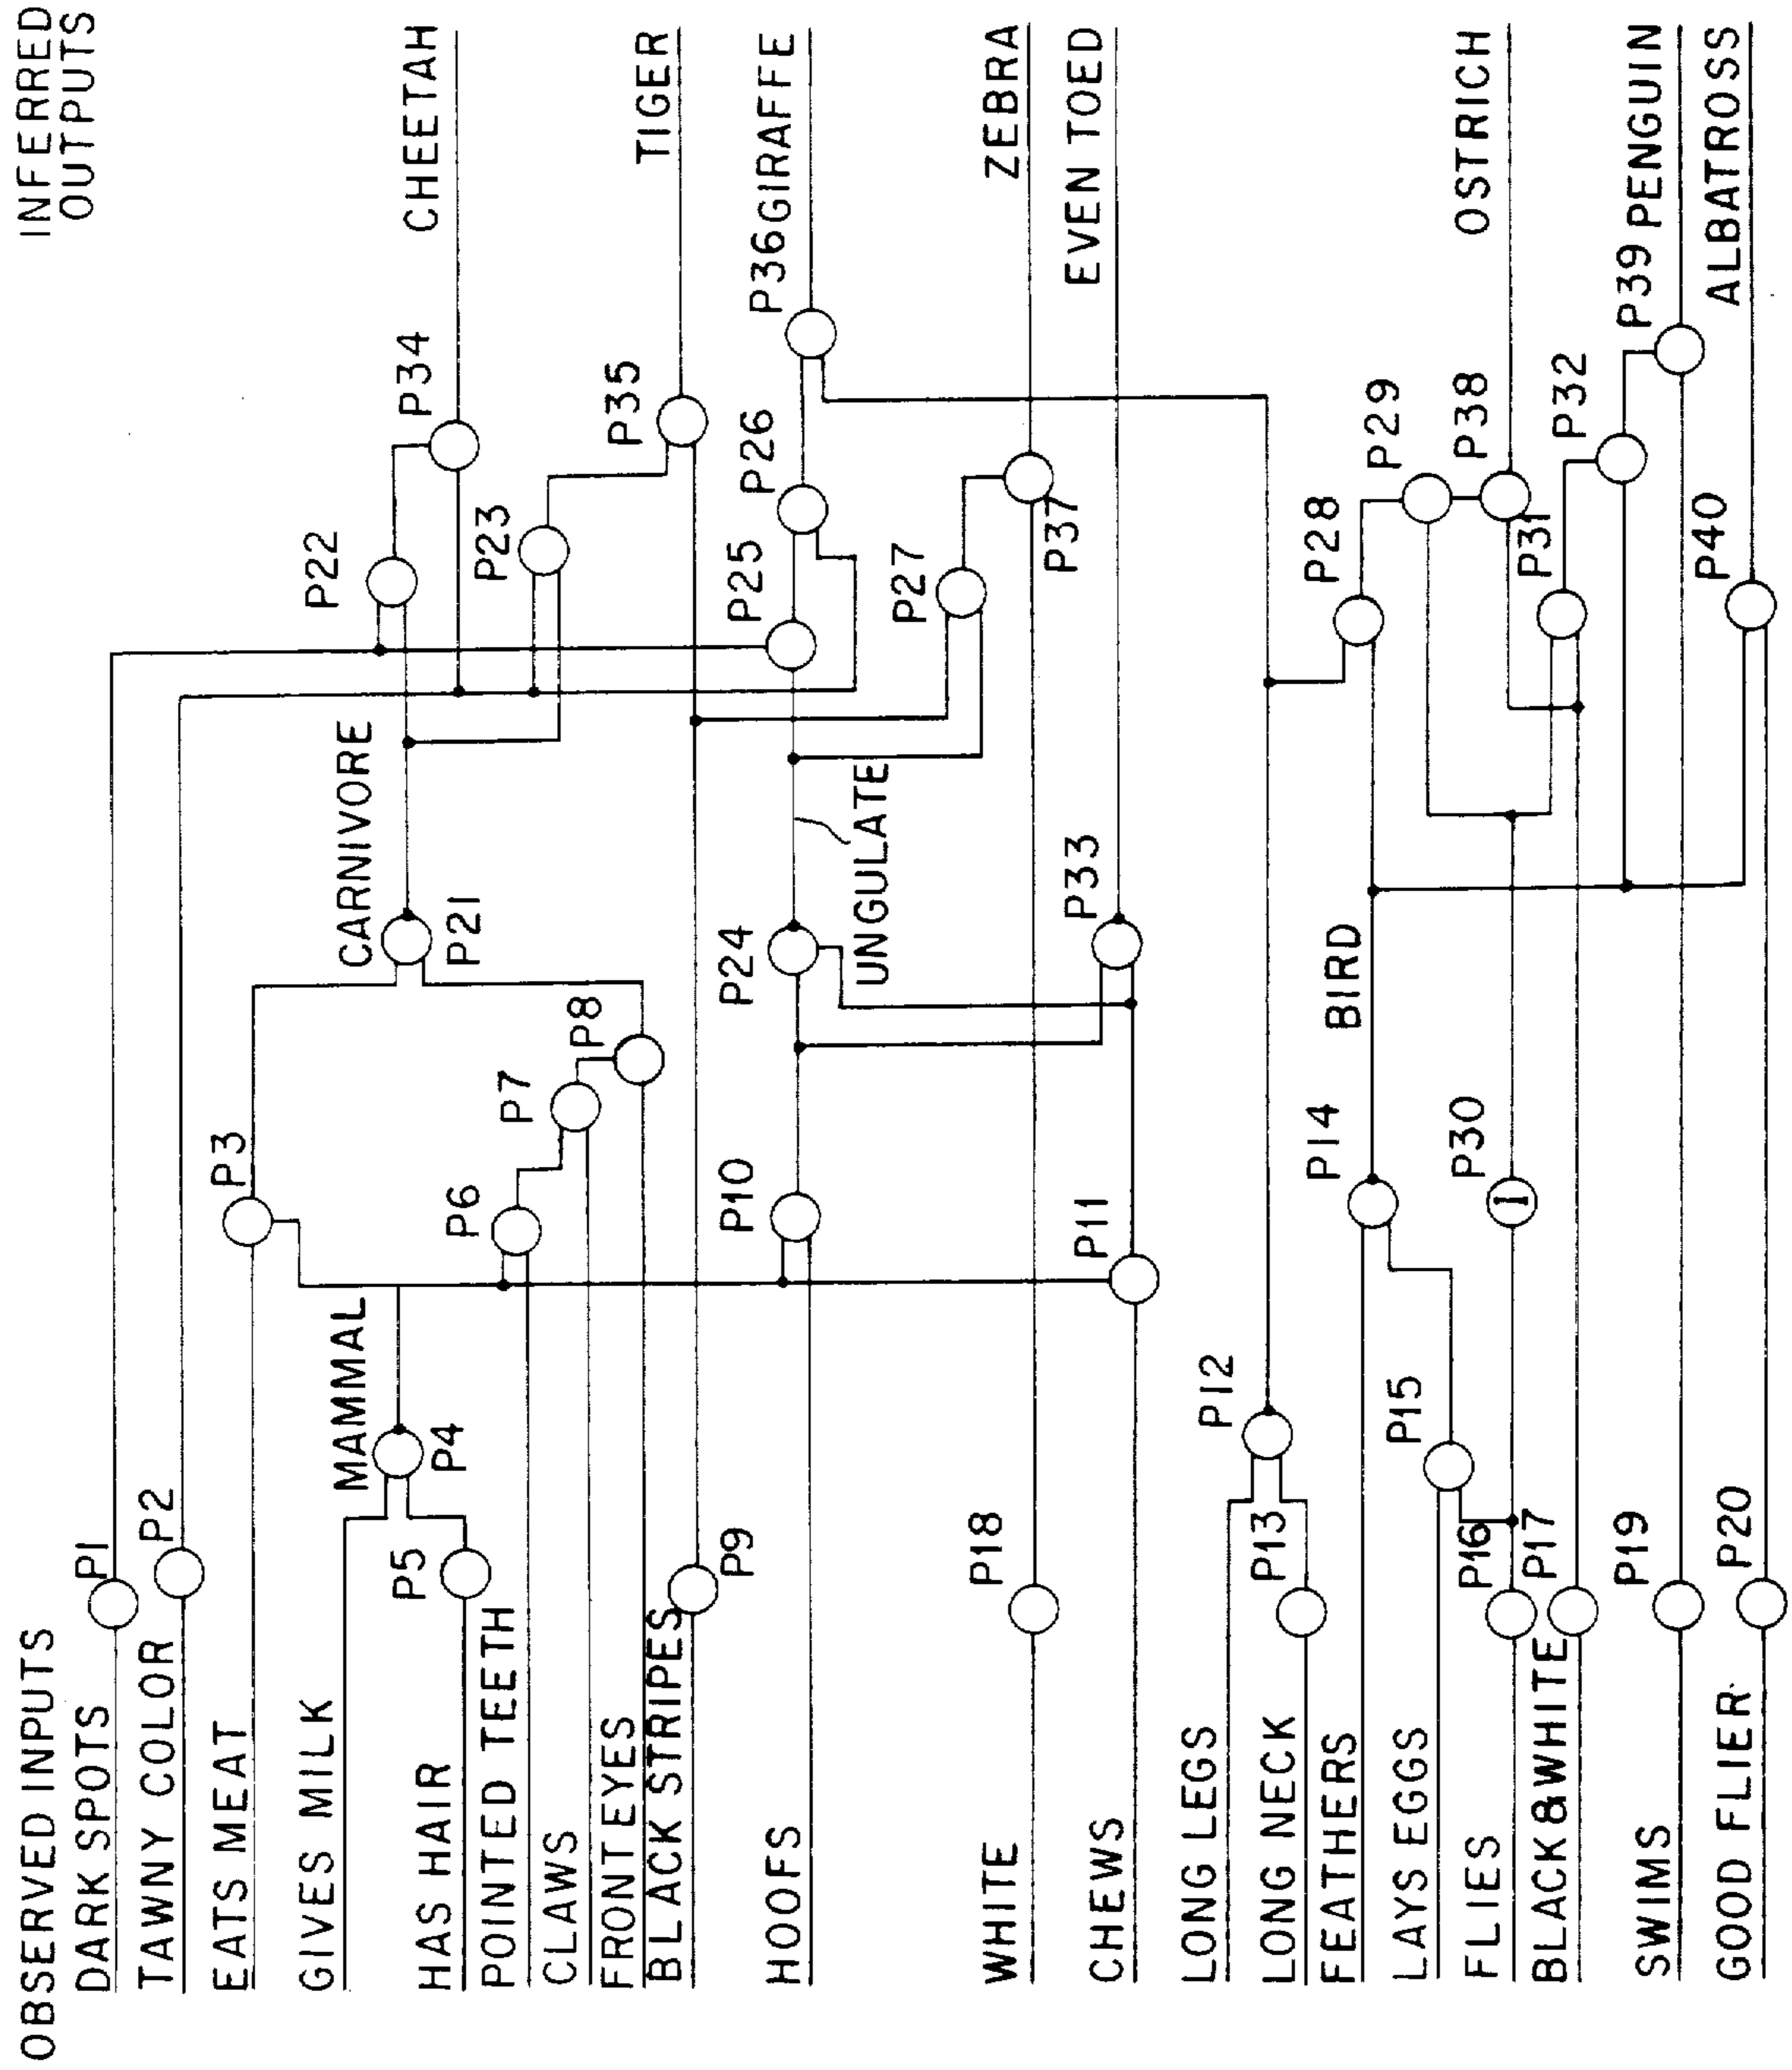 INFERRED
OUTPUTS
OBSERVED INPUTS
DARK SPOTS
P1
TAWNY COLOR
P2
EATS MEAT
P3
GIVES MILK
MAMMAL
P4
HAS HAIR
P5
POINTED TEETH
P6
CLAWS
P7
FRONT EYES
P8
BLACK STRIPES
P9
CARNIVORE
P21
P22
P34
CHEETAH
P23
P35
TIGER
HOOFS
P10
P24
UNGULATE
P25
P26
P36 GIRAFFE
WHITE
P18
P27
P37
ZEBRA
CHEWS
P11
P33
EVEN TOED
LONG LEGS
P12
LONG NECK
P13
FEATHERS
P14
BIRD
P28
P29
LAYS EGGS
P15
FLIES
P16
P30
P38
OSTRICH
BLACK&WHITE
P17
P31
P32
SWIMS
P19
P39 PENGUIN
GOOD FLIER
P20
P40
ALBATROSS